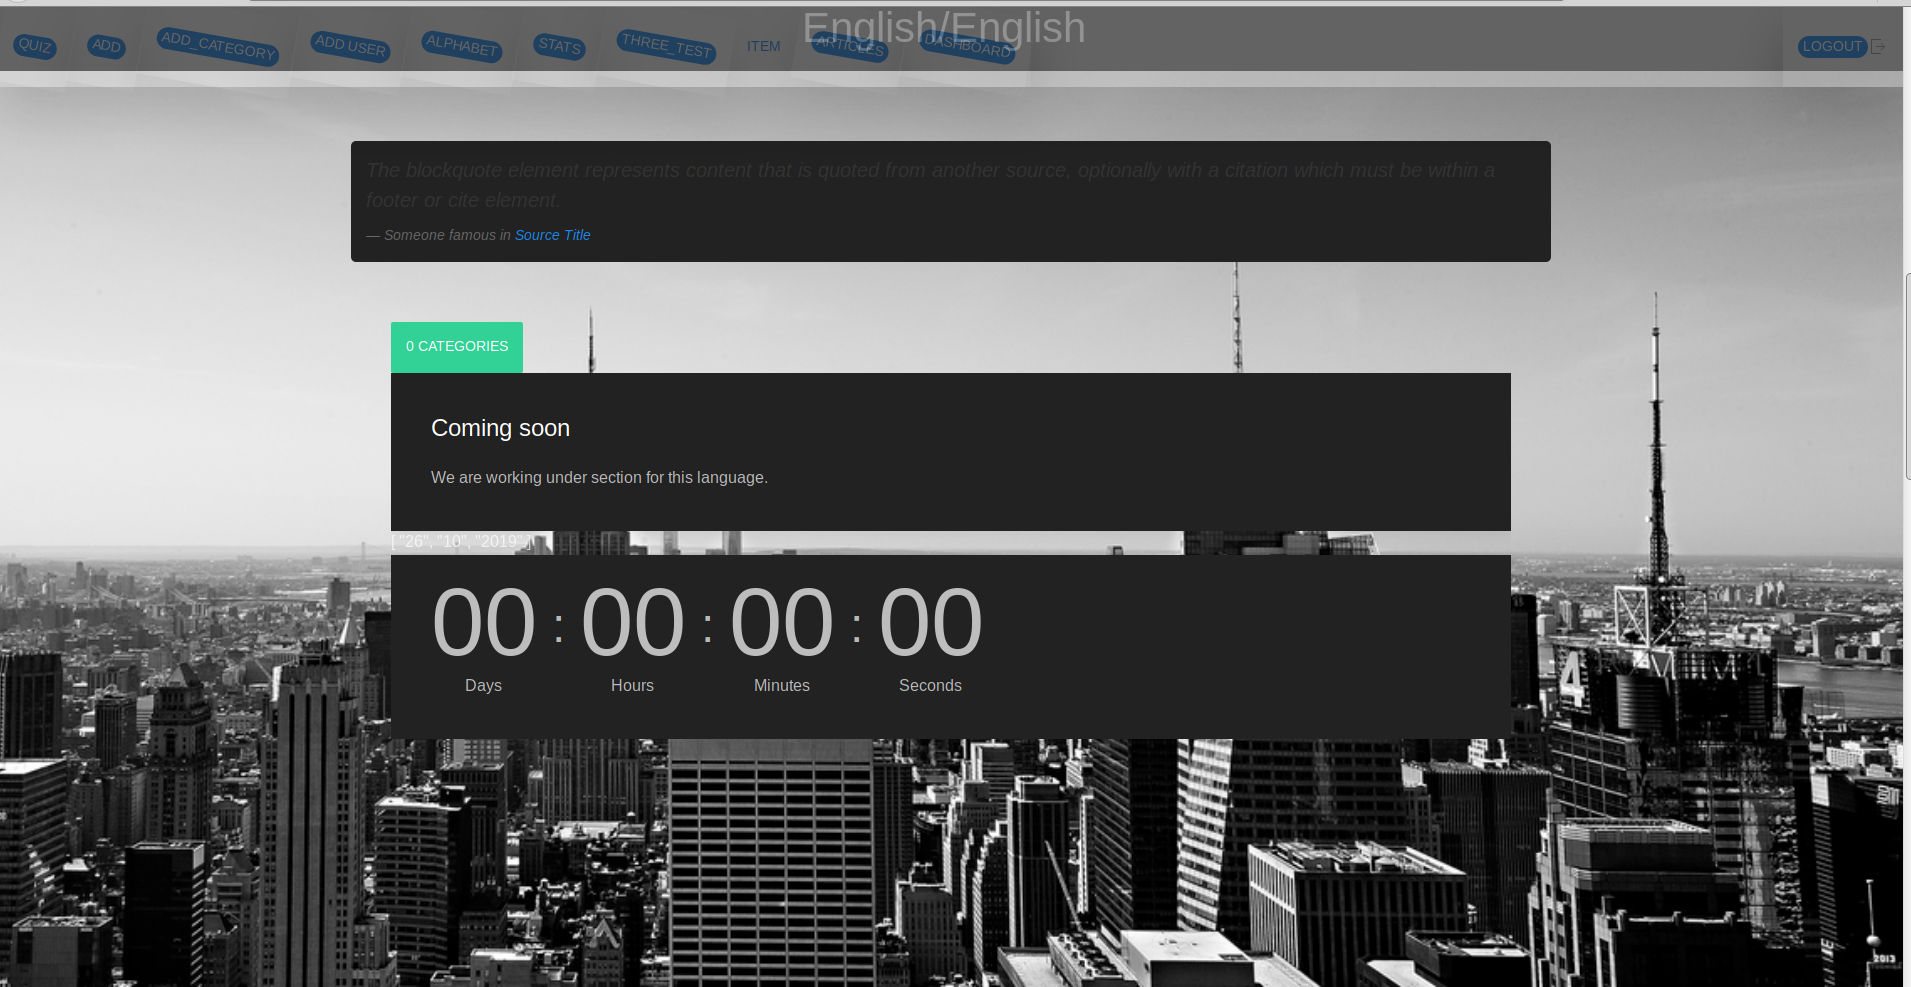 English/English
QUIZ ADD ADD_CATEGORY ADD USER ALPHABET STATS THREE_TEST ITEM ARTICLES DASHBOARD LOGOUT
The blockquote element represents content that is quoted from another source, optionally with a citation which must be within a
footer or cite element.
— Someone famous in Source Title
0 CATEGORIES
Coming soon
We are working under section for this language.
[ "26", "10", "2019" ]
00 : 00 : 00 : 00
Days Hours Minutes Seconds
4
2013